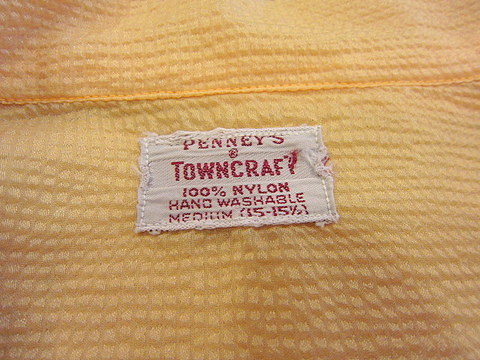 PENNEY'S
®
TOWNCRAFT
100% NYLON
HAND WASHABLE
MEDIUM (15-15½)